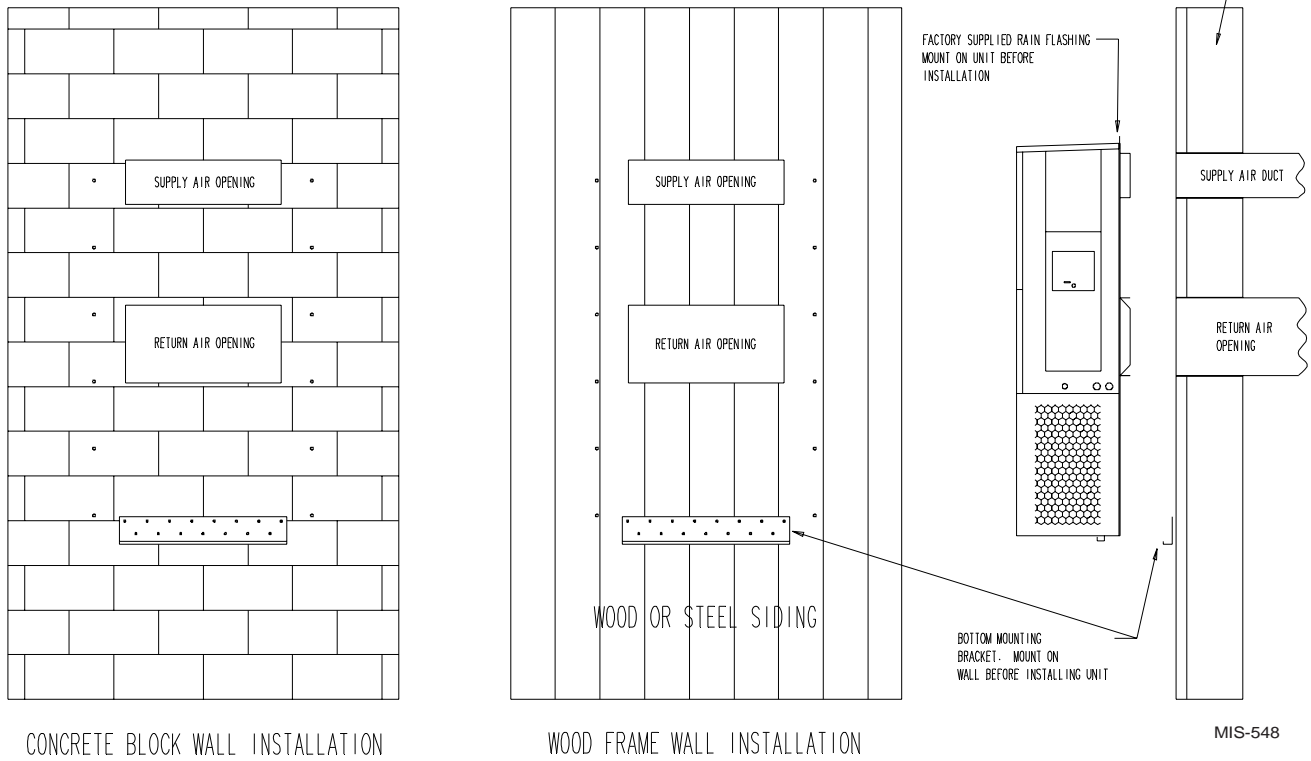 SUPPLY AIR OPENING
RETURN AIR OPENING
CONCRETE BLOCK WALL INSTALLATION
SUPPLY AIR OPENING
RETURN AIR OPENING
WOOD OR STEEL SIDING
WOOD FRAME WALL INSTALLATION
FACTORY SUPPLIED RAIN FLASHING
MOUNT ON UNIT BEFORE
INSTALLATION
SUPPLY AIR DUCT
RETURN AIR
OPENING
BOTTOM MOUNTING
BRACKET. MOUNT ON
WALL BEFORE INSTALLING UNIT
MIS-548